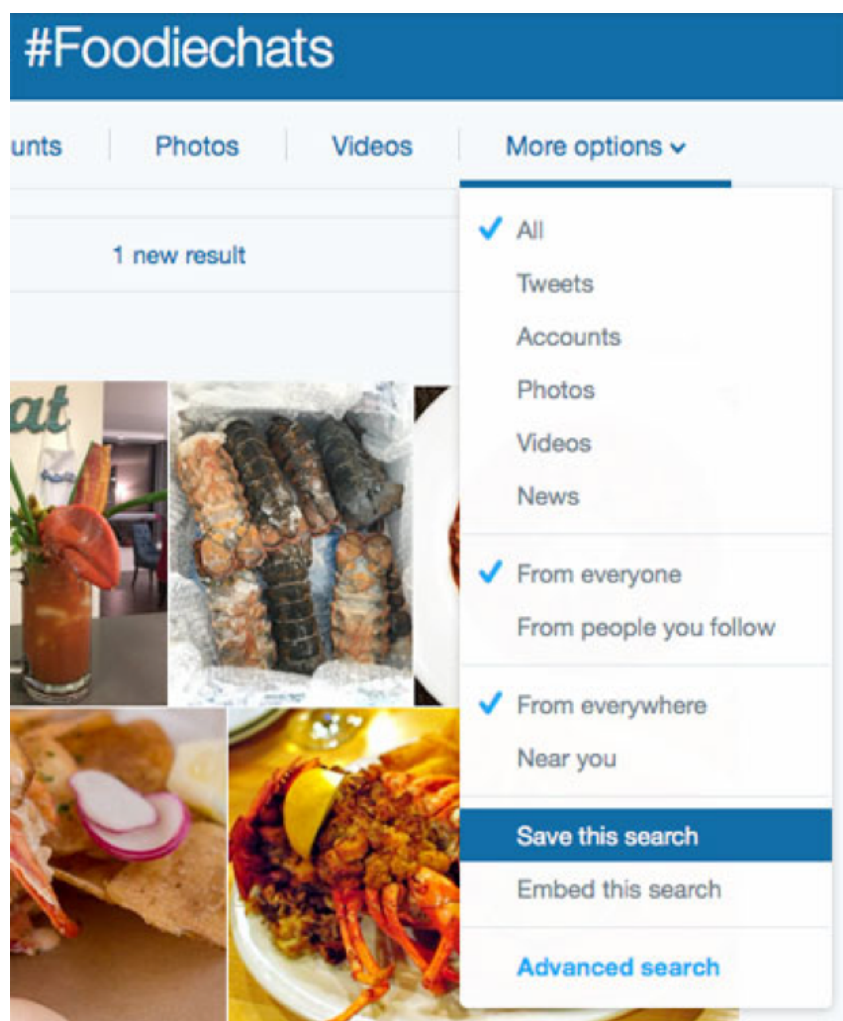 #Foodiechats
unts
Photos
Videos
More options
1 new result
All
Tweets
Accounts
Photos
Videos
News
From everyone
From people you follow
From everywhere
Near you
Save this search
Embed this search
Advanced search
at